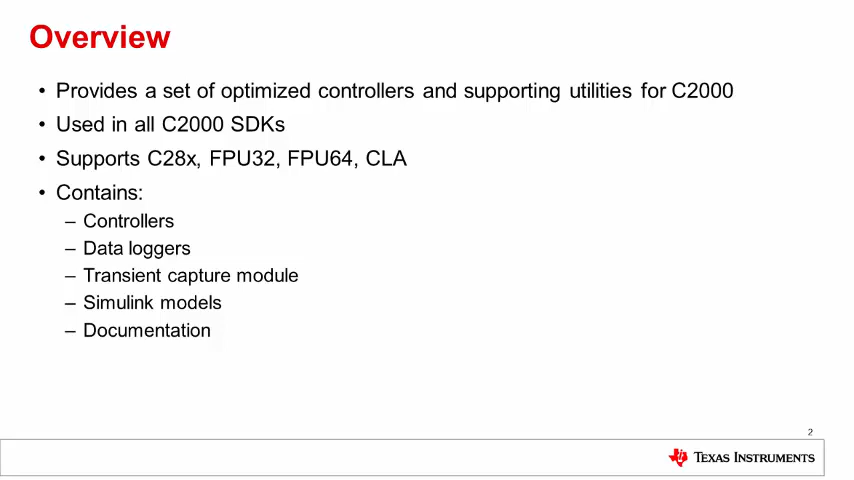 Overview
• Provides a set of optimized controllers and supporting utilities for C2000
• Used in all C2000 SDKs
• Supports C28x, FPU32, FPU64, CLA
• Contains:
– Controllers
– Data loggers
– Transient capture module
– Simulink models
– Documentation
2
TEXAS INSTRUMENTS